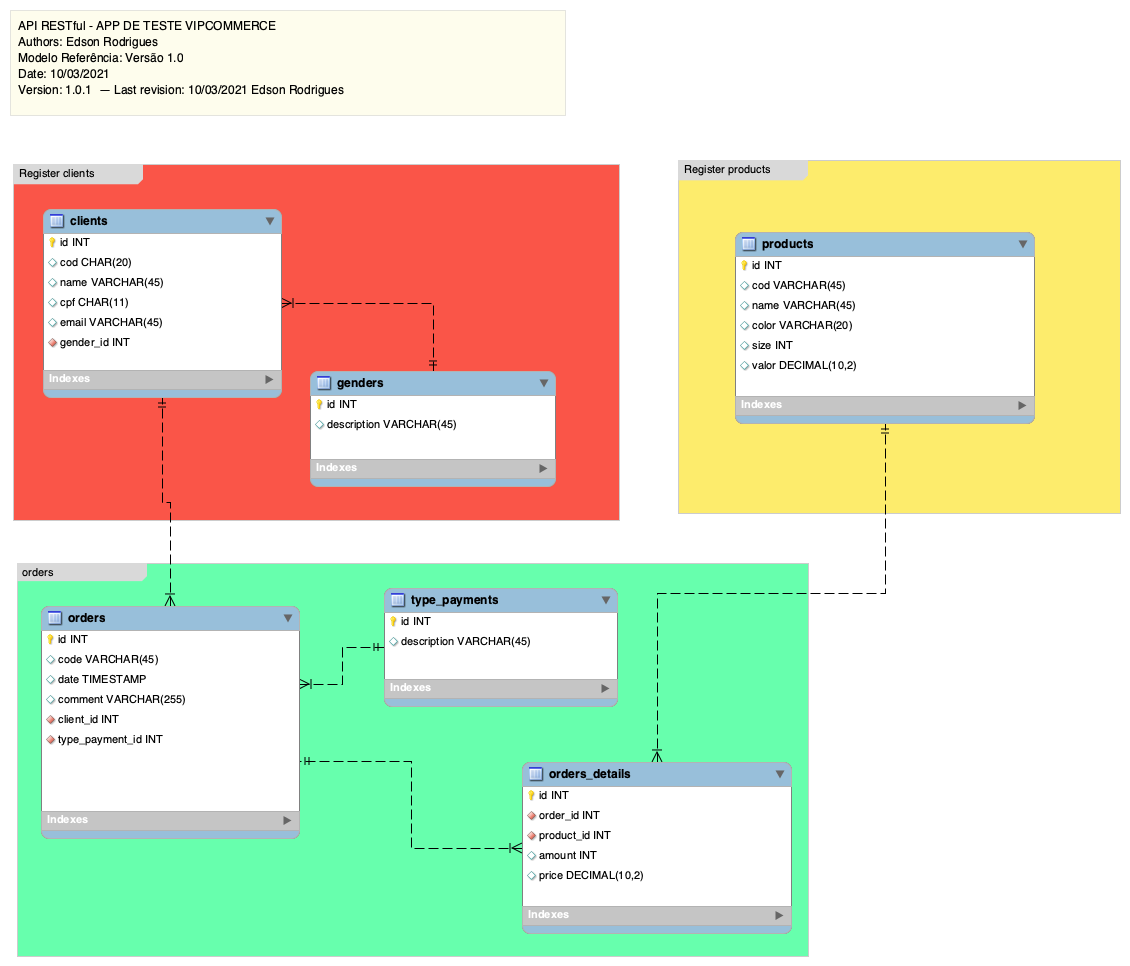 API RESTful - APP DE TESTE VIPCOMMERCE
Authors: Edson Rodrigues
Modelo Referência: Versão 1.0
Date: 10/03/2021
Version: 1.0.1 — Last revision: 10/03/2021 Edson Rodrigues
Register clients
clients
id INT
cod CHAR(20)
name VARCHAR(45)
cpf CHAR(11)
email VARCHAR(45)
gender_id INT
Indexes
genders
id INT
description VARCHAR(45)
Indexes
Register products
products
id INT
cod VARCHAR(45)
name VARCHAR(45)
color VARCHAR(20)
size INT
valor DECIMAL(10,2)
Indexes
orders
orders
id INT
code VARCHAR(45)
date TIMESTAMP
comment VARCHAR(255)
client_id INT
type_payment_id INT
Indexes
type_payments
id INT
description VARCHAR(45)
Indexes
orders_details
id INT
order_id INT
product_id INT
amount INT
price DECIMAL(10,2)
Indexes